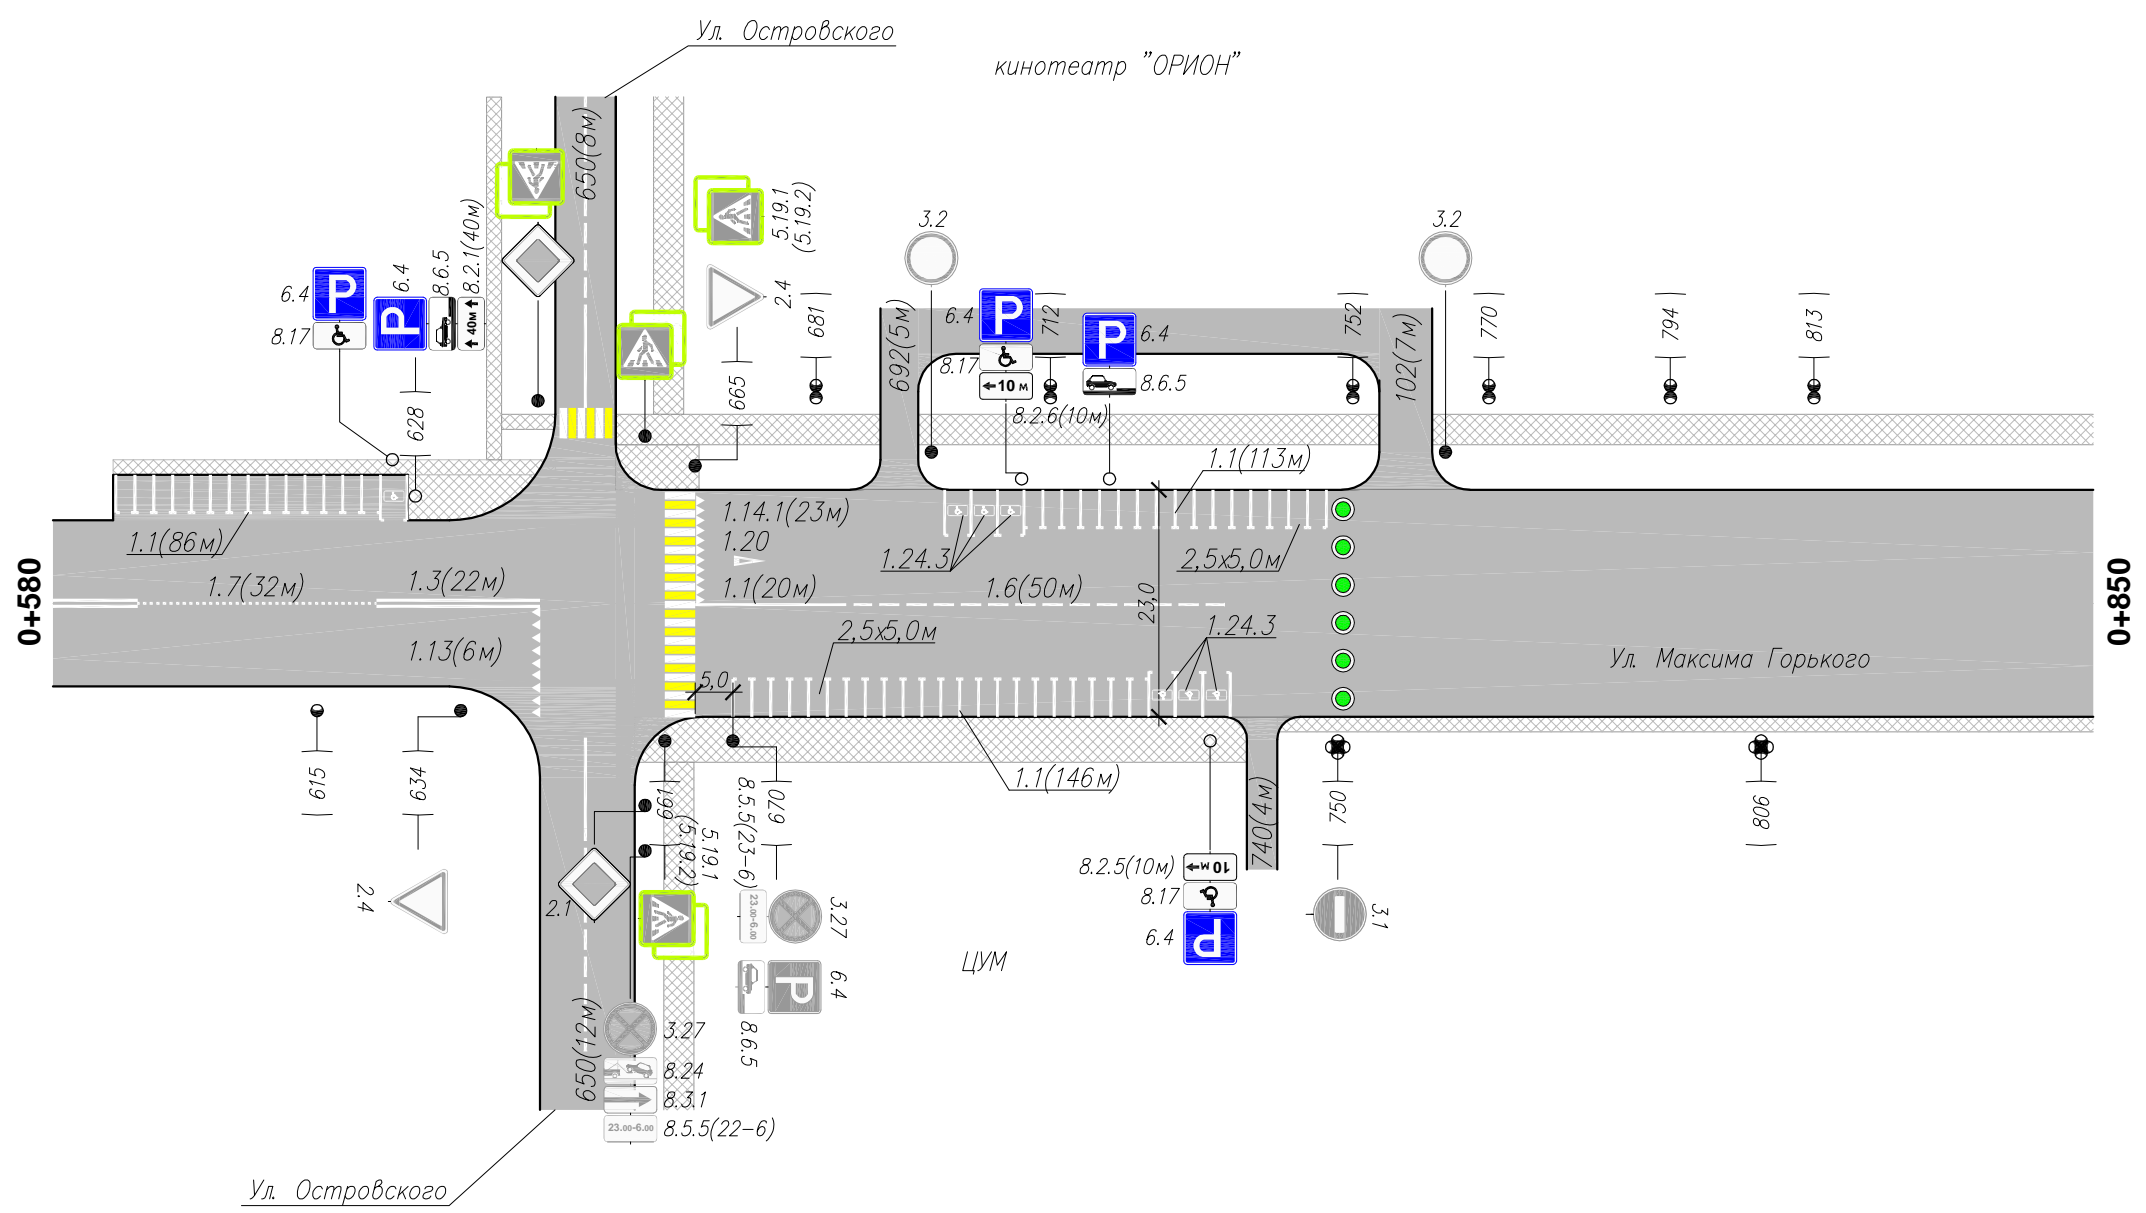 Ул. Островского
кинотеатр "ОРИОН"
650(8м)
5.19.1
(5.19.2)
2.4
3.2
3.2
6.4
8.17
6.4
8.6.5
8.2.1(40м)
P
P
40м
628
665
681
692(5м)
6.4
8.17
P
10 м
8.2.6(10м)
712
P
6.4
8.6.5
752
102(7м)
770
794
813
1.1(86м)
1.7(32м)
1.3(22м)
1.13(6м)
1.14.1(23м)
1.20
1.1(20м)
1.24.3
1.6(50м)
1.1(113м)
2,5х5,0м
23,0
2,5х5,0м
1.24.3
5,0
0+580
0+850
Ул. Максима Горького
619
634
2.4
661
5.19.1
(5.19.2)
670
8.5.5(23-6)
1.1(146м)
740(4м)
750
806
2.1
23.00-6.00
3.27
P
6.4
8.6.5
8.2.5(10м)
10 м
8.17
6.4
P
3.1
ЦУМ
650(12м)
3.27
8.24
8.3.1
23.00-6.00
8.5.5(22-6)
Ул. Островского